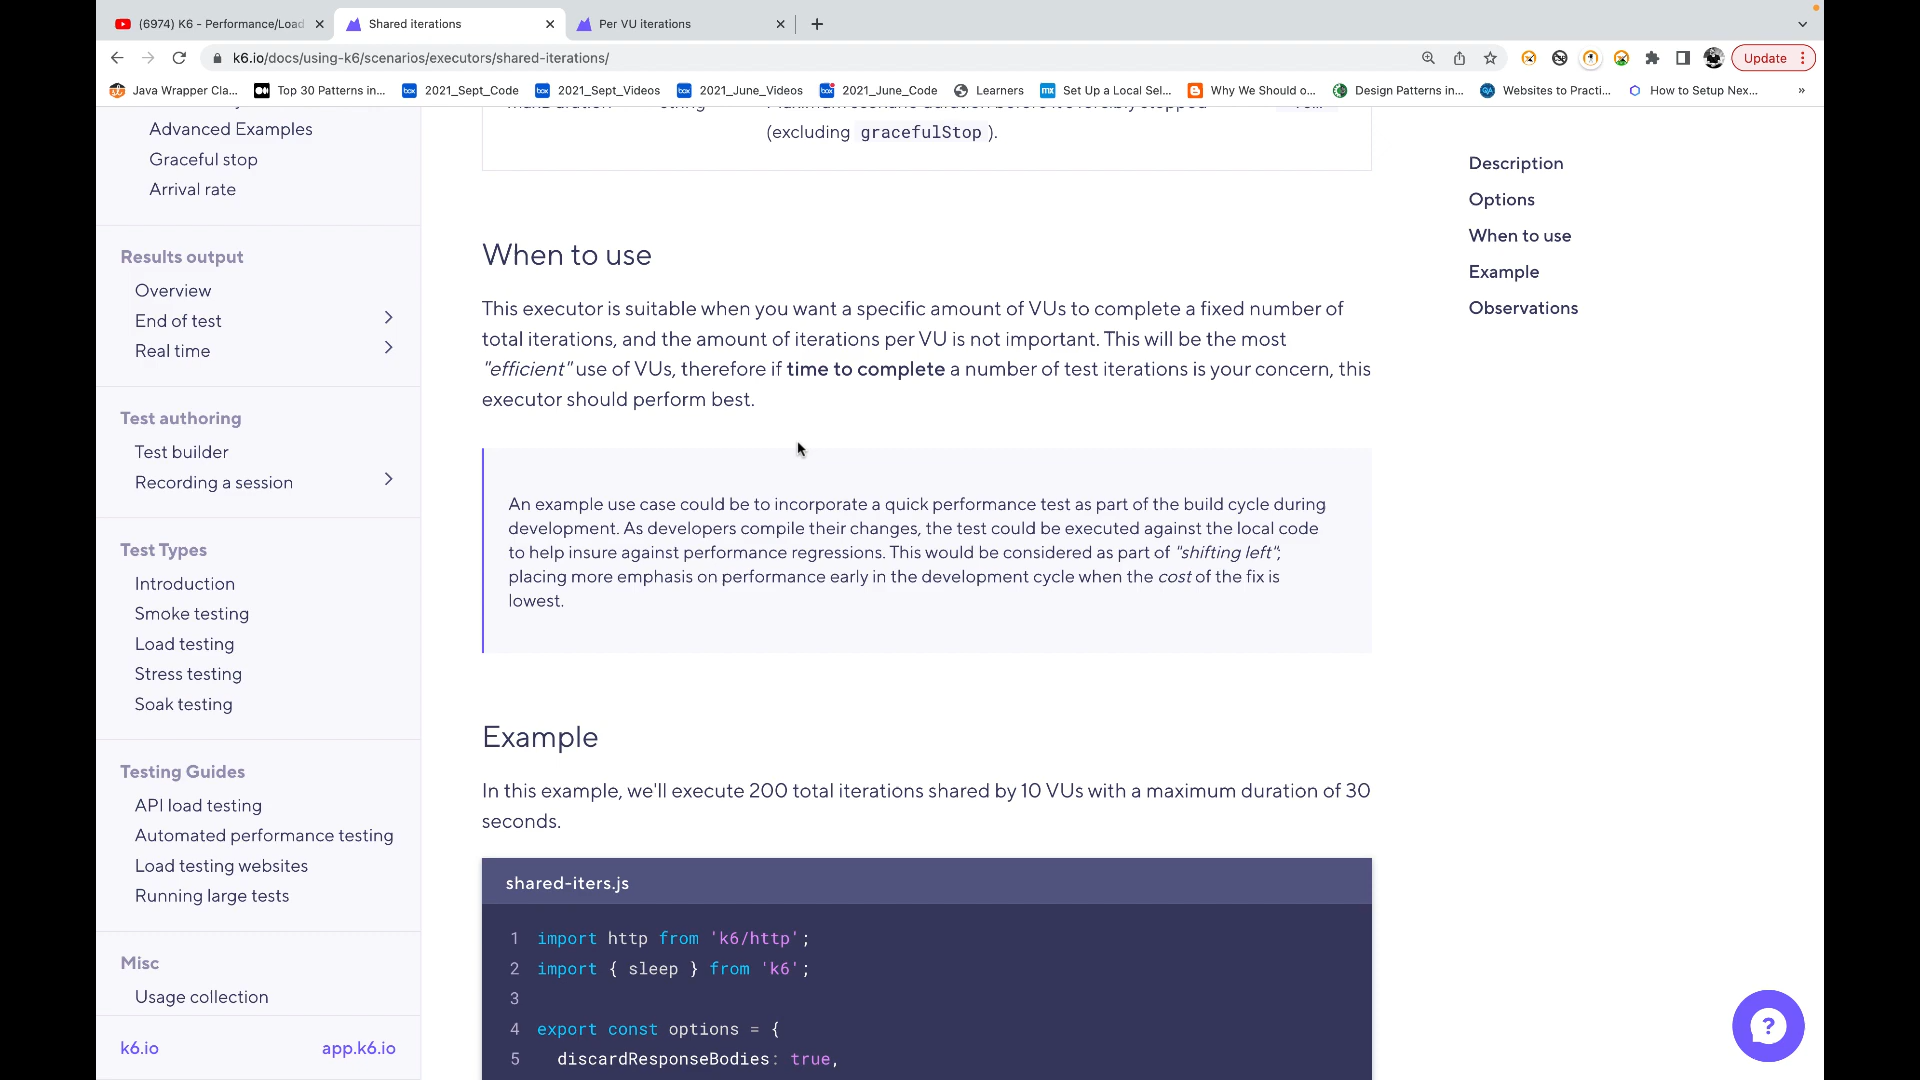 (6974) K6 - Performance/Load
Shared iterations
Per VU iterations
k6.io/docs/using-k6/scenarios/executors/shared-iterations/
Update
Java Wrapper Cla...
Top 30 Patterns in...
2021_Sept_Code
2021_Sept_Videos
2021_June_Videos
2021_June_Code
Learners
Set Up a Local Sel...
Why We Should o...
Design Patterns in...
Websites to Practi...
How to Setup Nex...
»
Advanced Examples
Graceful stop
Arrival rate
Results output
Overview
End of test
Real time
Test authoring
Test builder
Recording a session
Test Types
Introduction
Smoke testing
Load testing
Stress testing
Soak testing
Testing Guides
API load testing
Automated performance testing
Load testing websites
Running large tests
Misc
Usage collection
k6.io
app.k6.io
(excluding gracefulStop ).
When to use
This executor is suitable when you want a specific amount of VUs to complete a fixed number of
total iterations, and the amount of iterations per VU is not important. This will be the most
"efficient" use of VUs, therefore if time to complete a number of test iterations is your concern, this
executor should perform best.
An example use case could be to incorporate a quick performance test as part of the build cycle during
development. As developers compile their changes, the test could be executed against the local code
to help insure against performance regressions. This would be considered as part of "shifting left";
placing more emphasis on performance early in the development cycle when the cost of the fix is
lowest.
Example
In this example, we'll execute 200 total iterations shared by 10 VUs with a maximum duration of 30
seconds.
shared-iters.js
1 import http from 'k6/http';
2 import { sleep } from 'k6';
3
4 export const options = {
5 discardResponseBodies: true,
Description
Options
When to use
Example
Observations
?